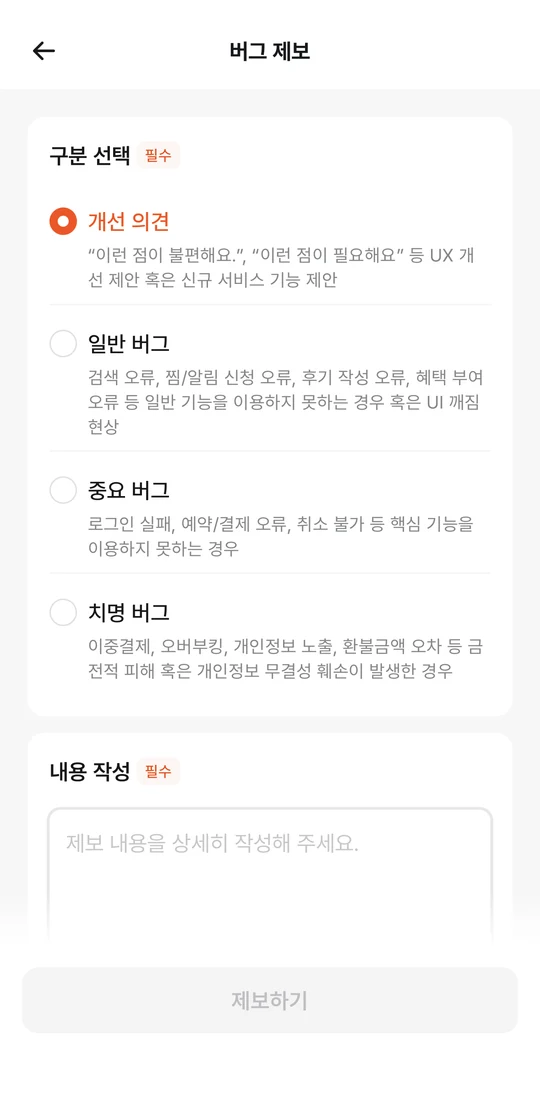 버그 제보
구분 선택 필수
개선 의견
“이런 점이 불편해요.”, “이런 점이 필요해요” 등 UX 개
선 제안 혹은 신규 서비스 기능 제안
일반 버그
검색 오류, 찜/알림 신청 오류, 후기 작성 오류, 혜택 부여
오류 등 일반 기능을 이용하지 못하는 경우 혹은 UI 깨짐
현상
중요 버그
로그인 실패, 예약/결제 오류, 취소 불가 등 핵심 기능을
이용하지 못하는 경우
치명 버그
이중결제, 오버부킹, 개인정보 노출, 환불금액 오차 등 금
전적 피해 혹은 개인정보 무결성 훼손이 발생한 경우
내용 작성 필수
제보 내용을 상세히 작성해 주세요.
제보하기